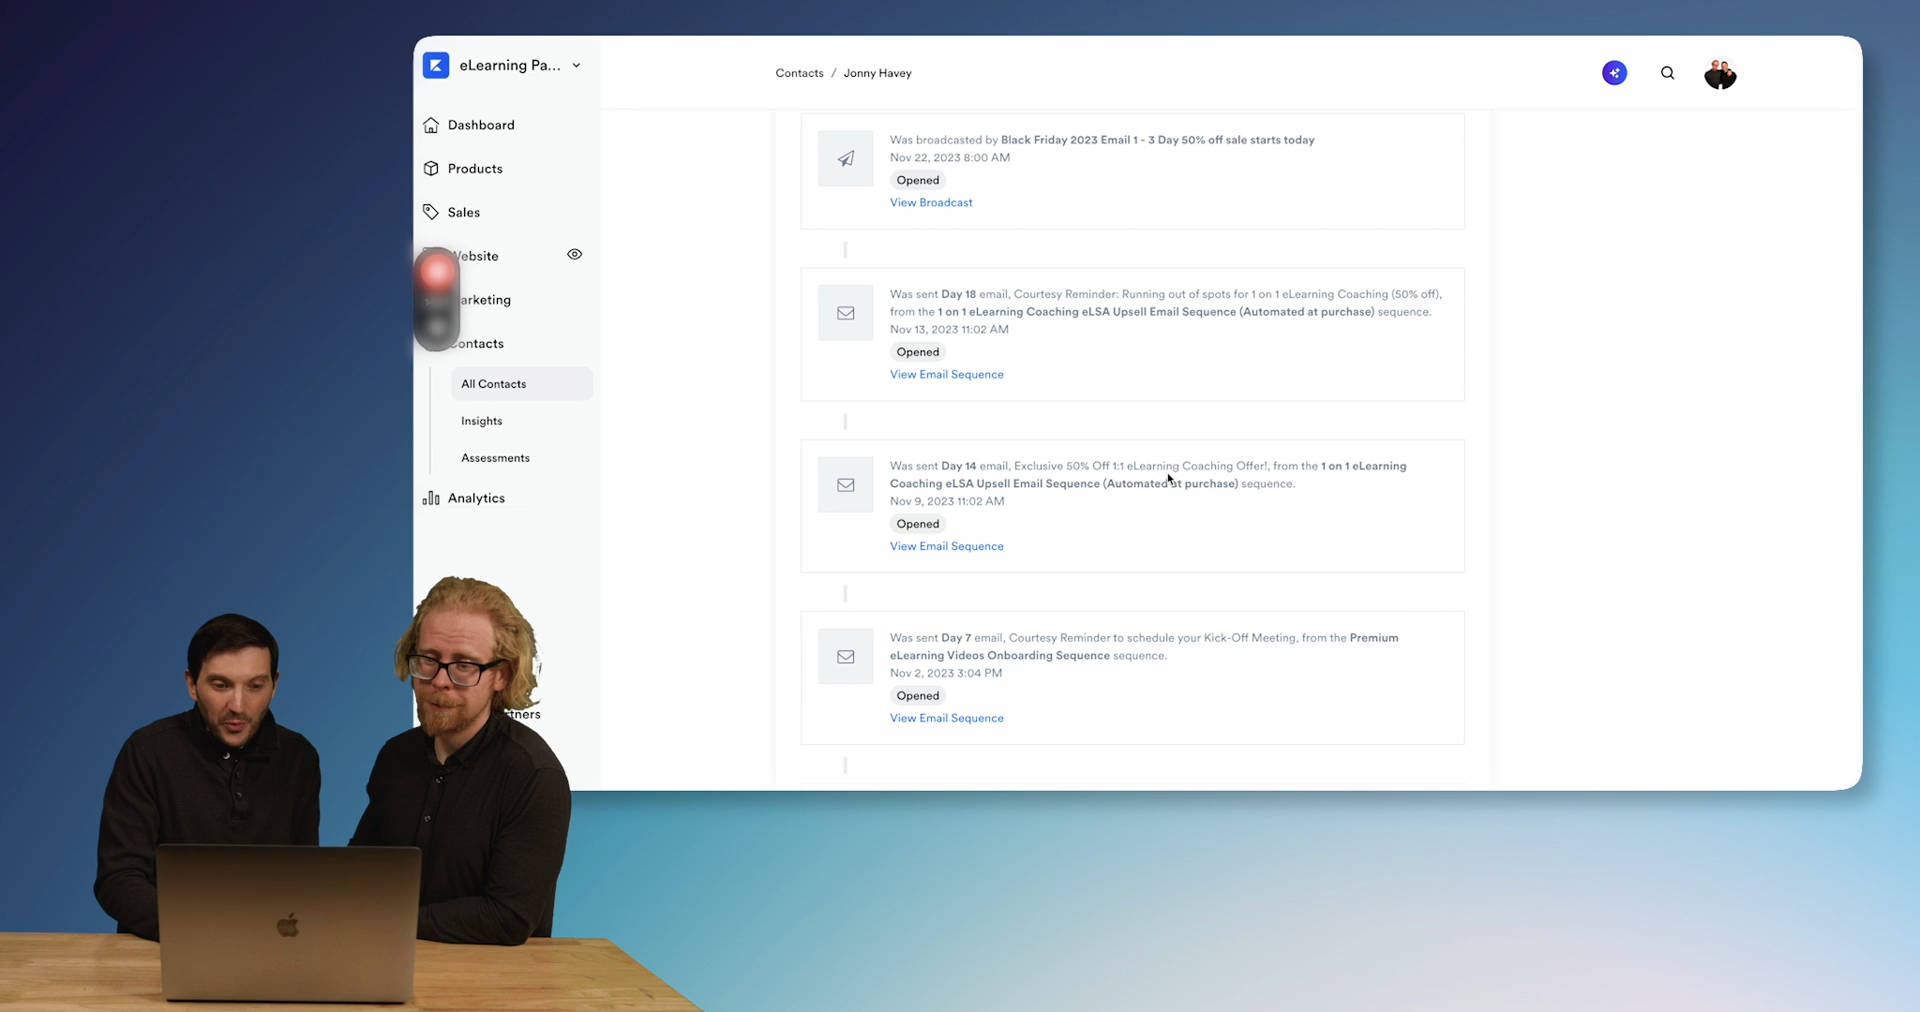 eLearning Pa...
Contacts / Jonny Havey
Dashboard
Products
Sales
ebsite
arketing
ontacts
All Contacts
Insights
Assessments
Analytics
rtners
Was broadcasted by Black Friday 2023 Email 1 - 3 Day 50% off sale starts today
Nov 22, 2023 8:00 AM
Opened
View Broadcast
Was sent Day 18 email, Courtesy Reminder: Running out of spots for 1 on 1 eLearning Coaching (50% off),
from the 1 on 1 eLearning Coaching eLSA Upsell Email Sequence (Automated at purchase) sequence.
Nov 13, 2023 11:02 AM
Opened
View Email Sequence
Was sent Day 14 email, Exclusive 50% Off 1:1 eLearning Coaching Offer!, from the 1 on 1 eLearning
Coaching eLSA Upsell Email Sequence (Automated at purchase) sequence.
Nov 9, 2023 11:02 AM
Opened
View Email Sequence
Was sent Day 7 email, Courtesy Reminder to schedule your Kick-Off Meeting, from the Premium
eLearning Videos Onboarding Sequence sequence.
Nov 2, 2023 3:04 PM
Opened
View Email Sequence